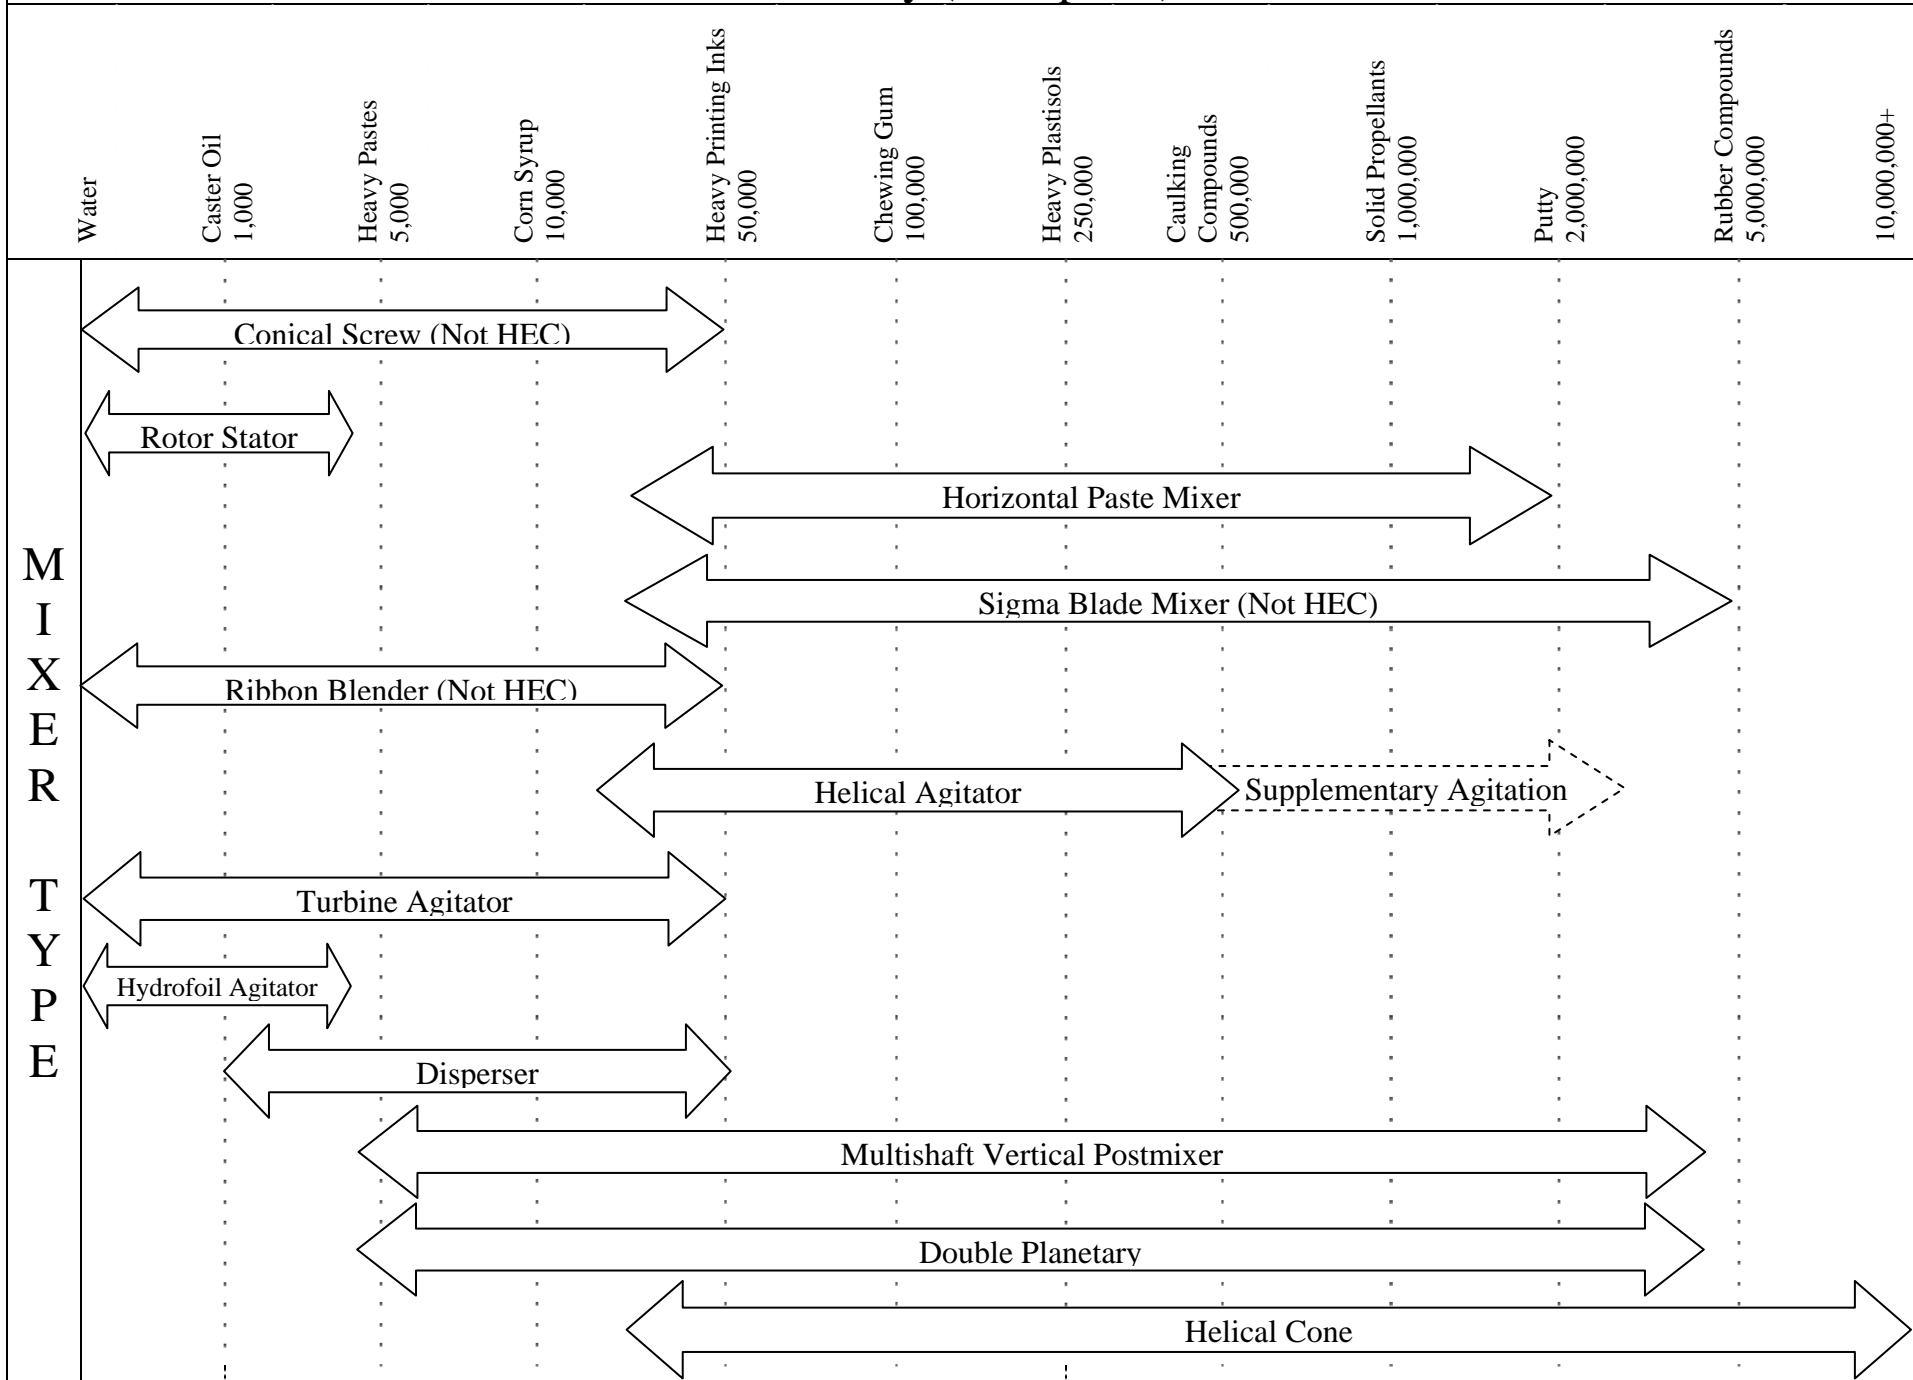 Water
Caster Oil
1,000
Heavy Pastes
5,000
Corn Syrup
10,000
Heavy Printing Inks
50,000
Chewing Gum
100,000
Heavy Plastisols
250,000
Caulking
Compounds
500,000
Solid Propellants
1,0000,000
Putty
2,0000,000
Rubber Compounds
5,0000,000
10,000,000+
MIXER TYPE
Conical Screw (Not HEC)
Rotor Stator
Horizontal Paste Mixer
Sigma Blade Mixer (Not HEC)
Ribbon Blender (Not HEC)
Helical Agitator
Supplementary Agitation
Turbine Agitator
Hydrofoil Agitator
Disperser
Multishaft Vertical Postmixer
Double Planetary
Helical Cone